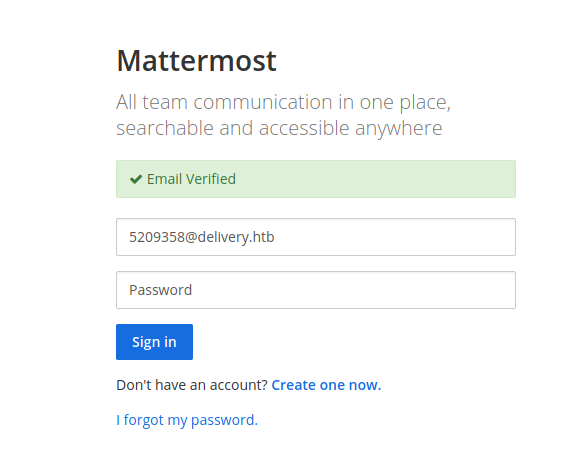 Mattermost
All team communication in one place,
searchable and accessible anywhere
Email Verified
5209358@delivery.htb
Password
Sign in
Don't have an account? Create one now.
I forgot my password.